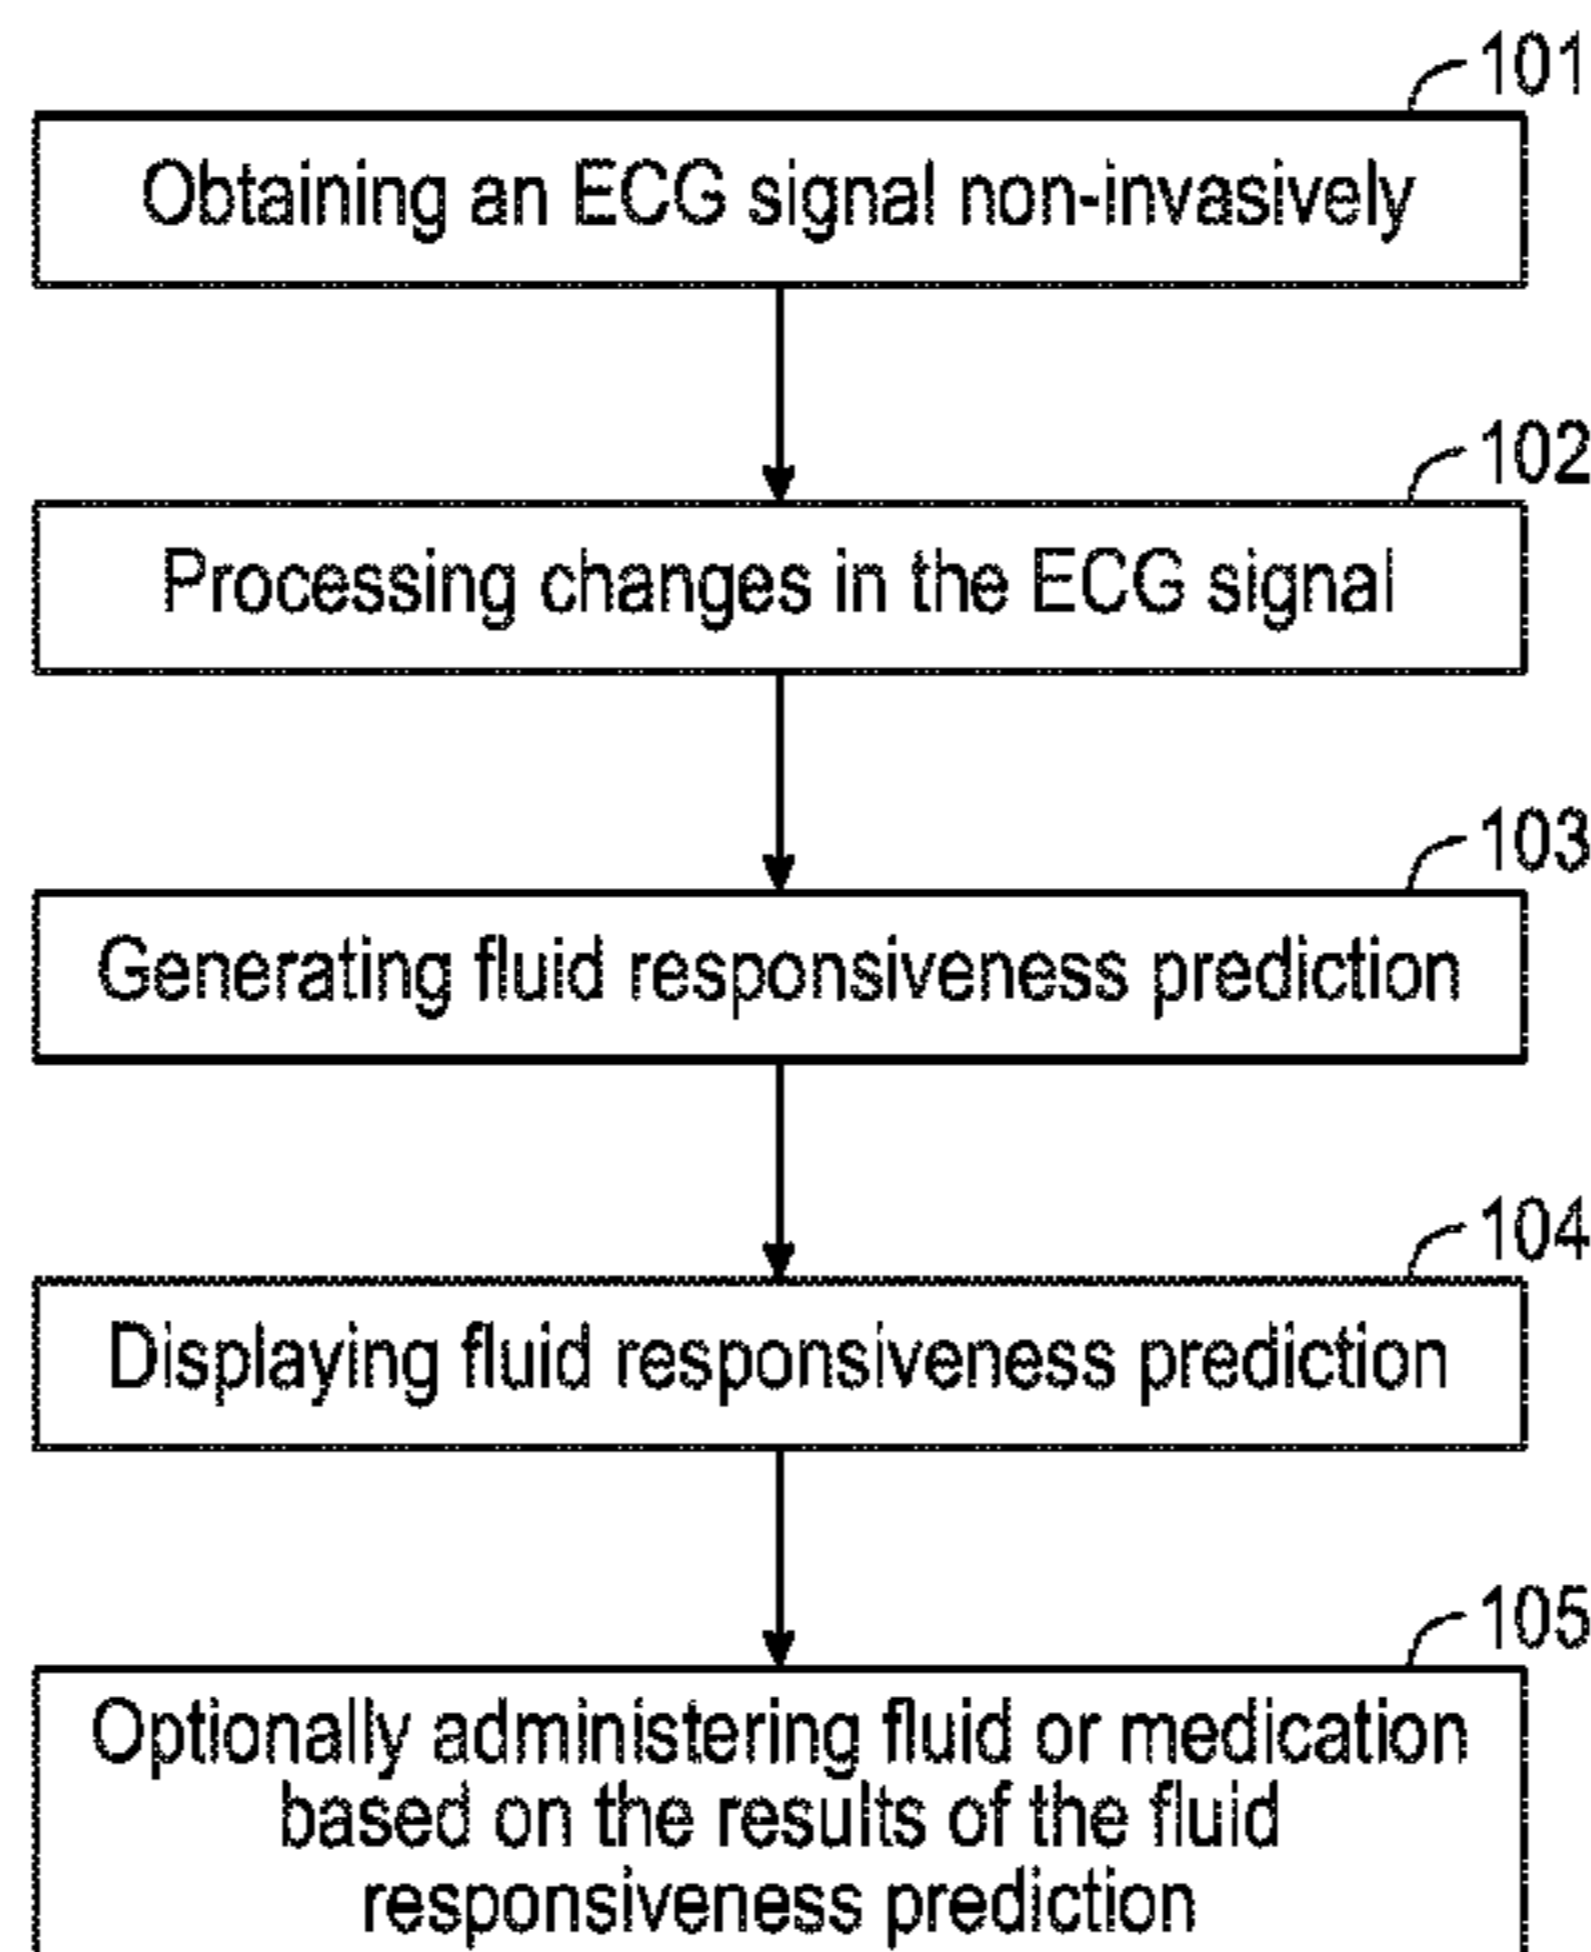 101
Obtaining an ECG signal non-invasively
102
Processing changes in the ECG signal
103
Generating fluid responsiveness prediction
104
Displaying fluid responsiveness prediction
105
Optionally administering fluid or medication
based on the results of the fluid
responsiveness prediction